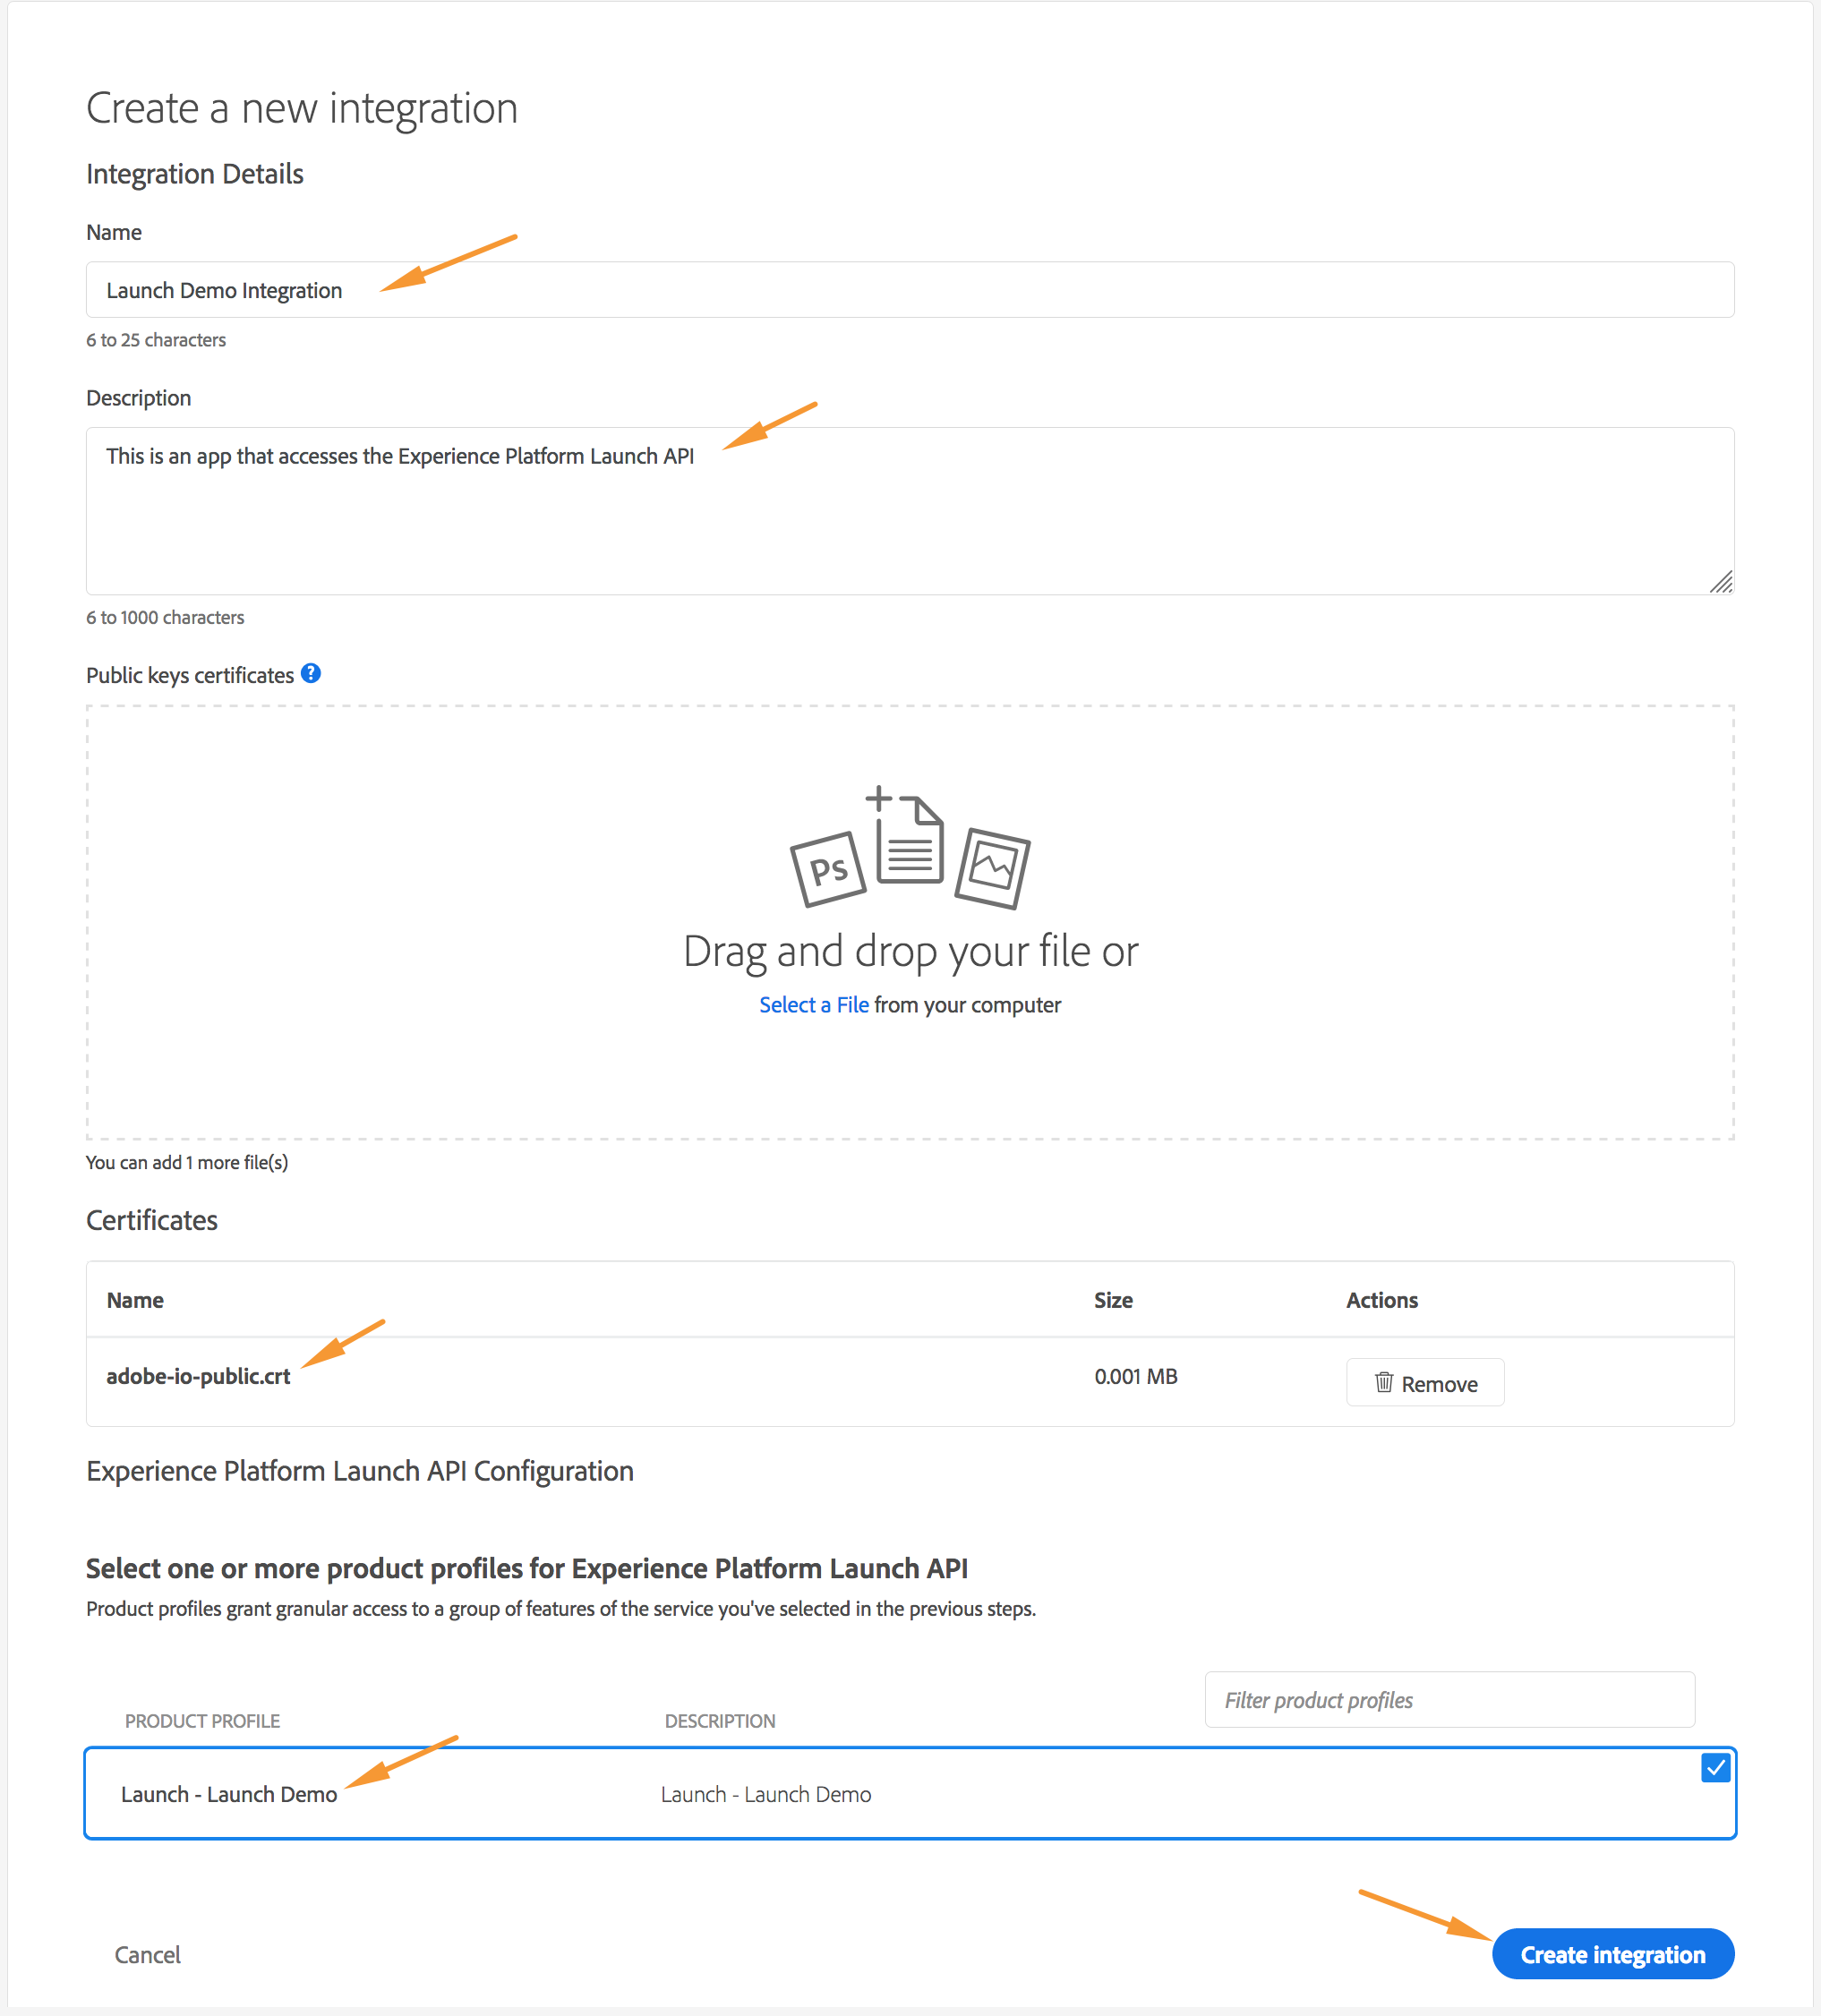 Create a new integration
Integration Details
Name
Launch Demo Integration
6 to 25 characters
Description
This is an app that accesses the Experience Platform Launch API
6 to 1000 characters
Public keys certificates ?
Ps
Drag and drop your file or
Select a File from your computer
You can add 1 more file(s)
Certificates
Name Size Actions
adobe-io-public.crt 0.001 MB Remove
Experience Platform Launch API Configuration
Select one or more product profiles for Experience Platform Launch API
Product profiles grant granular access to a group of features of the service you've selected in the previous steps.
Filter product profiles
PRODUCT PROFILE DESCRIPTION
Launch - Launch Demo Launch - Launch Demo
Cancel Create integration